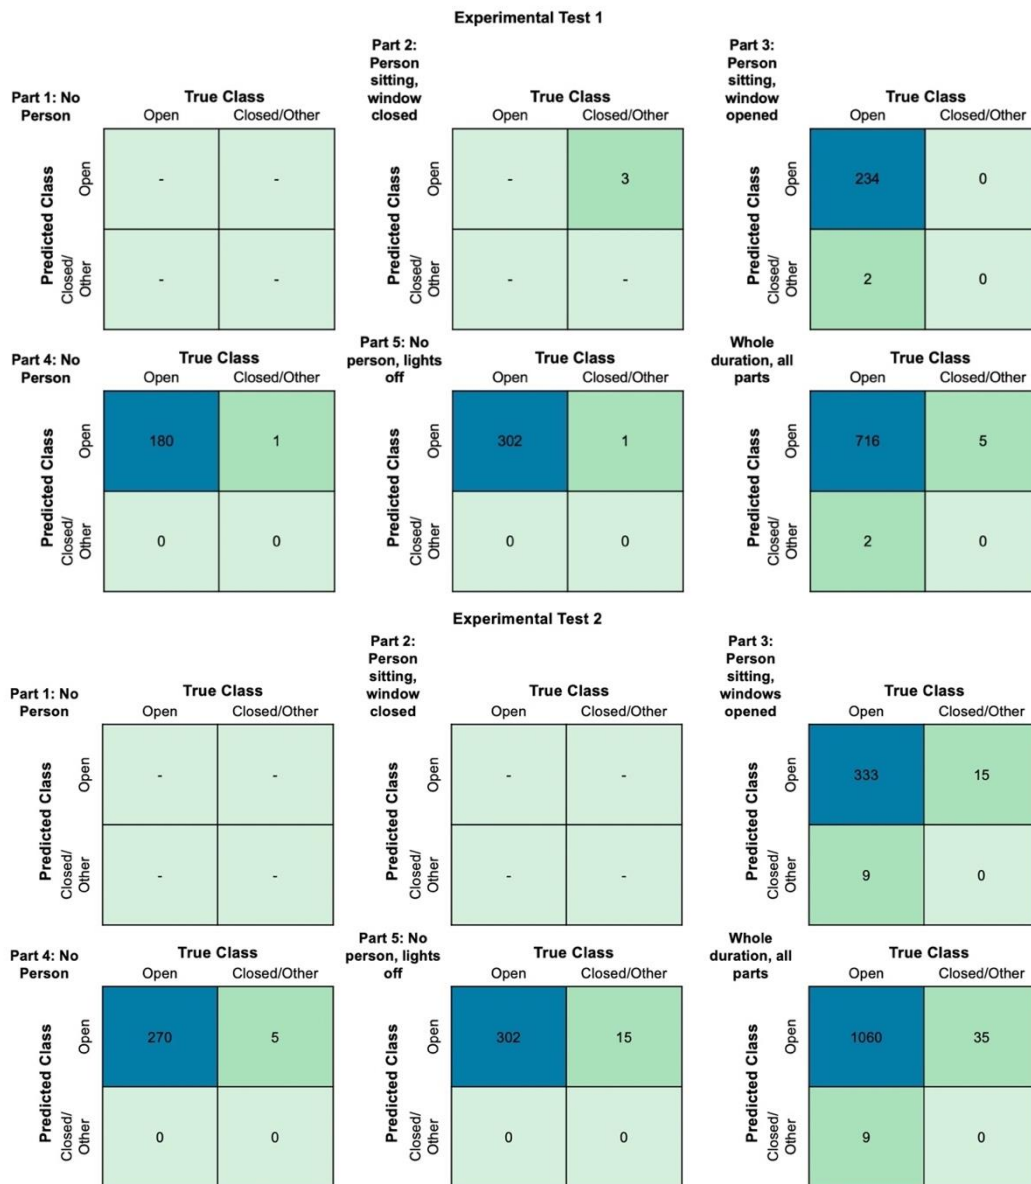 Experimental Test 1
Part 1: No
Person
True Class
Open Closed/Other
Predicted Class
Open
Closed/
Other
- -
- -
Part 2:
Person
sitting,
window
closed
True Class
Open Closed/Other
Predicted Class
Open
Closed/
Other
- 3
- -
Part 3:
Person
sitting,
window
opened
True Class
Open Closed/Other
Predicted Class
Open
Closed/
Other
234 0
2 0
Part 4: No
Person
True Class
Open Closed/Other
Predicted Class
Open
Closed/
Other
180 1
0 0
Part 5: No
person, lights
off
True Class
Open Closed/Other
Predicted Class
Open
Closed/
Other
302 1
0 0
Whole
duration, all
parts
True Class
Open Closed/Other
Predicted Class
Open
Closed/
Other
716 5
2 0
Experimental Test 2
Part 1: No
Person
True Class
Open Closed/Other
Predicted Class
Open
Closed/
Other
- -
- -
Part 2:
Person
sitting,
window
closed
True Class
Open Closed/Other
Predicted Class
Open
Closed/
Other
- -
- -
Part 3:
Person
sitting,
windows
opened
True Class
Open Closed/Other
Predicted Class
Open
Closed/
Other
333 15
9 0
Part 4: No
Person
True Class
Open Closed/Other
Predicted Class
Open
Closed/
Other
270 5
0 0
Part 5: No
person, lights
off
True Class
Open Closed/Other
Predicted Class
Open
Closed/
Other
302 15
0 0
Whole
duration, all
parts
True Class
Open Closed/Other
Predicted Class
Open
Closed/
Other
1060 35
9 0